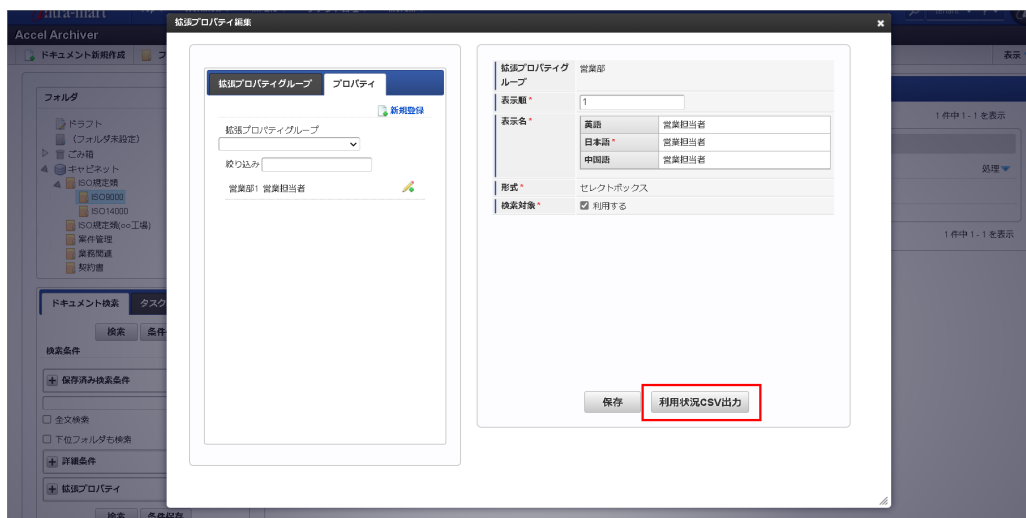 intra-mart
拡張プロパティ編集
Accel Archiver
ドキュメント新規作成
表示
フォルダ
ドラフト
(フォルダ未設定)
ごみ箱
キャビネット
ISO規定類
ISO9000
ISO14000
ISO規定類(○○工場)
案件管理
業務関連
契約書
ドキュメント検索 タスク
検索
検索条件
保存済み検索条件
全文検索
下位フォルダも検索
詳細条件
拡張プロパティ
検索 条件保存
拡張プロパティグループ プロパティ
新規登録
拡張プロパティグループ
絞り込み
営業部1 営業担当者
拡張プロパティグループ 営業部
表示順* 1
表示名* 英語 営業担当者
日本語* 営業担当者
中国語 営業担当者
形式* セレクトボックス
検索対象* 利用する
保存 利用状況CSV出力
1 件中 1 - 1 を表示
処理
1 件中 1 - 1 を表示